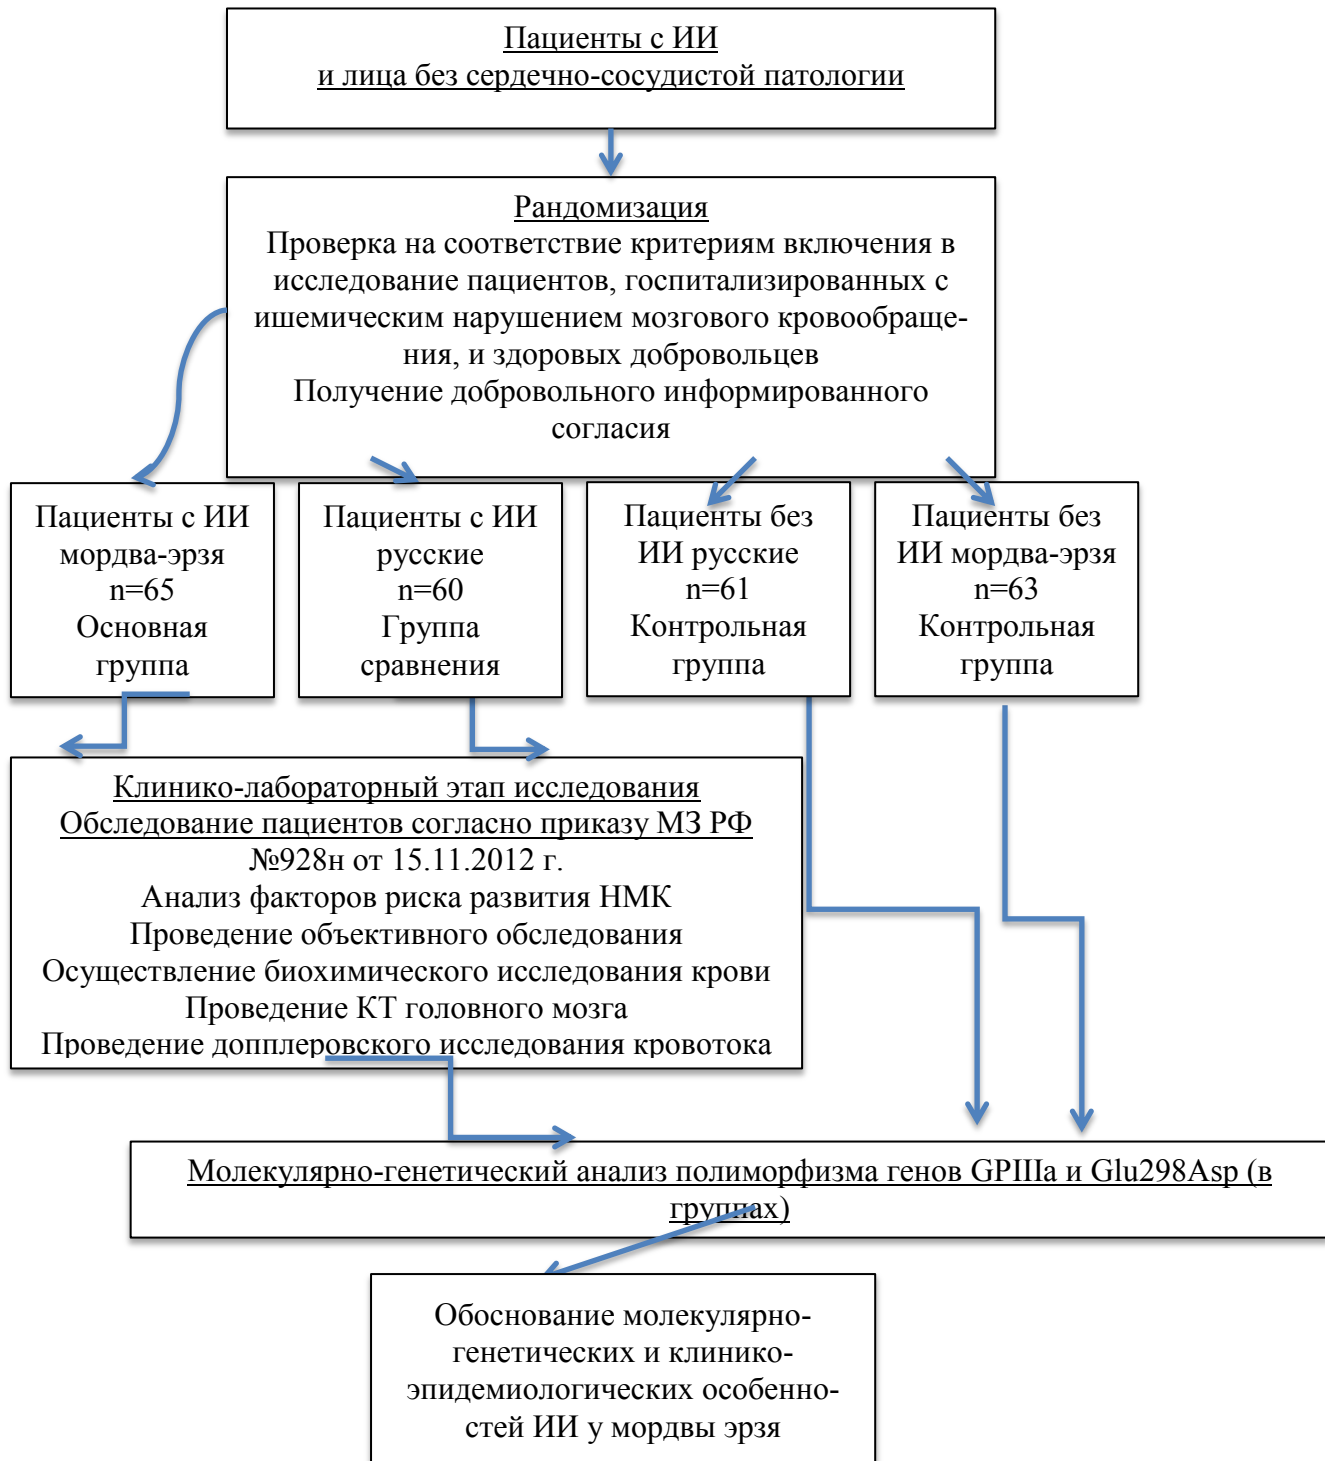 Пациенты с ИИ
и лица без сердечно-сосудистой патологии
Рандомизация
Проверка на соответствие критериям включения в
исследование пациентов, госпитализированных с
ишемическим нарушением мозгового кровообраще-
ния, и здоровых добровольцев
Получение добровольного информированного
согласия
Пациенты с ИИ
мордва-эрзя
n=65
Основная
группа
Пациенты с ИИ
русские
n=60
Группа
сравнения
Пациенты без
ИИ русские
n=61
Контрольная
группа
Пациенты без
ИИ мордва-эрзя
n=63
Контрольная
группа
Клинико-лабораторный этап исследования
Обследование пациентов согласно приказу МЗ РФ
№928н от 15.11.2012 г.
Анализ факторов риска развития НМК
Проведение объективного обследования
Осуществление биохимического исследования крови
Проведение КТ головного мозга
Проведение допплеровского исследования кровотока
Молекулярно-генетический анализ полиморфизма генов GPIIIa и Glu298Asp (в
группах)
Обоснование молекулярно-
генетических и клинико-
эпидемиологических особенно-
стей ИИ у мордвы эрзя